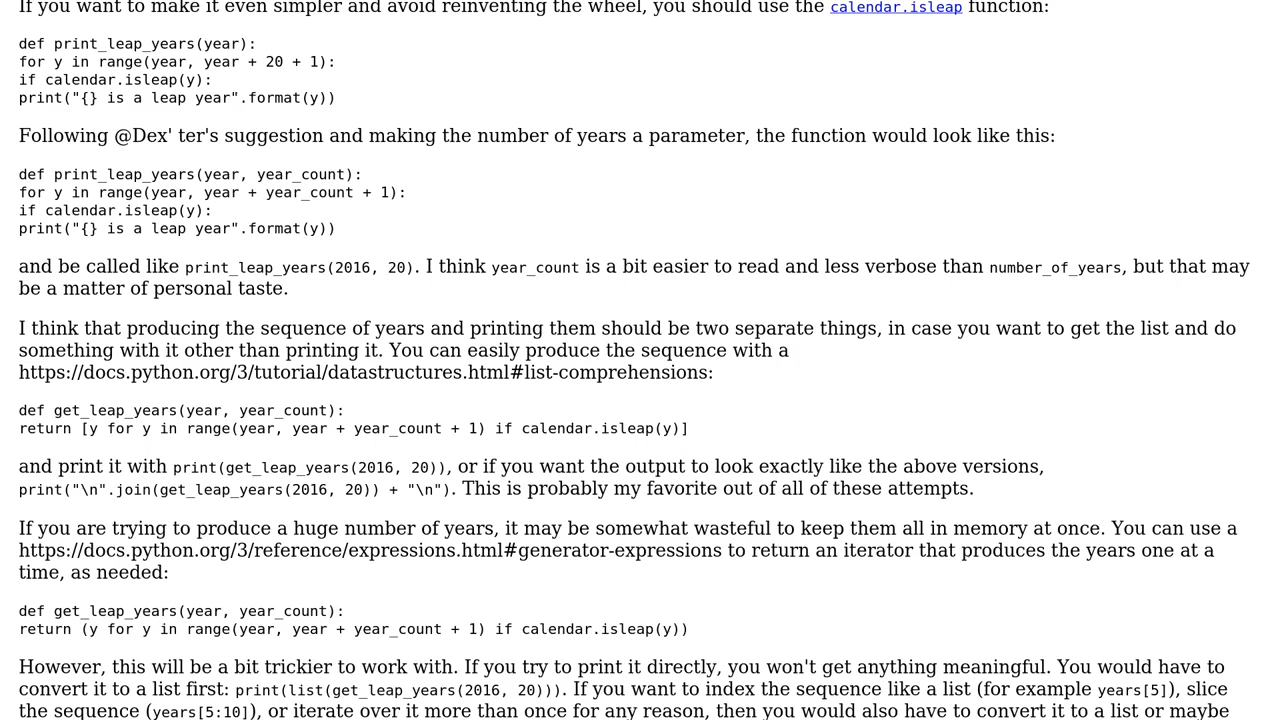 If you want to make it even simpler and avoid reinventing the wheel, you should use the calendar.isleap function:
def print_leap_years(year):
for y in range(year, year + 20 + 1):
if calendar.isleap(y):
print("{} is a leap year".format(y))
Following @Dex' ter's suggestion and making the number of years a parameter, the function would look like this:
def print_leap_years(year, year_count):
for y in range(year, year + year_count + 1):
if calendar.isleap(y):
print("{} is a leap year".format(y))
and be called like print_leap_years(2016, 20). I think year_count is a bit easier to read and less verbose than number_of_years, but that may
be a matter of personal taste.
I think that producing the sequence of years and printing them should be two separate things, in case you want to get the list and do
something with it other than printing it. You can easily produce the sequence with a
https://docs.python.org/3/tutorial/datastructures.html#list-comprehensions:
def get_leap_years(year, year_count):
return [y for y in range(year, year + year_count + 1) if calendar.isleap(y)]
and print it with print(get_leap_years(2016, 20)), or if you want the output to look exactly like the above versions,
print("\n".join(get_leap_years(2016, 20)) + "\n"). This is probably my favorite out of all of these attempts.
If you are trying to produce a huge number of years, it may be somewhat wasteful to keep them all in memory at once. You can use a
https://docs.python.org/3/reference/expressions.html#generator-expressions to return an iterator that produces the years one at a
time, as needed:
def get_leap_years(year, year_count):
return (y for y in range(year, year + year_count + 1) if calendar.isleap(y))
However, this will be a bit trickier to work with. If you try to print it directly, you won't get anything meaningful. You would have to
convert it to a list first: print(list(get_leap_years(2016, 20))). If you want to index the sequence like a list (for example years[5]), slice
the sequence (years[5:10]), or iterate over it more than once for any reason, then you would also have to convert it to a list or maybe